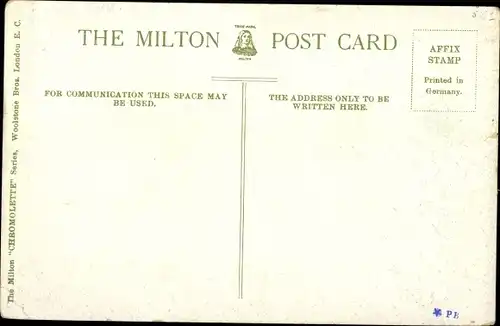 TRADE MARK
THE MILTON POST CARD
MILTON
AFFIX
STAMP
Printed in
Germany.
FOR COMMUNICATION THIS SPACE MAY
BE USED.
THE ADDRESS ONLY TO BE
WRITTEN HERE.
The Milton "CHROMOLETTE" Series, Woolstone Bros. London E. C.